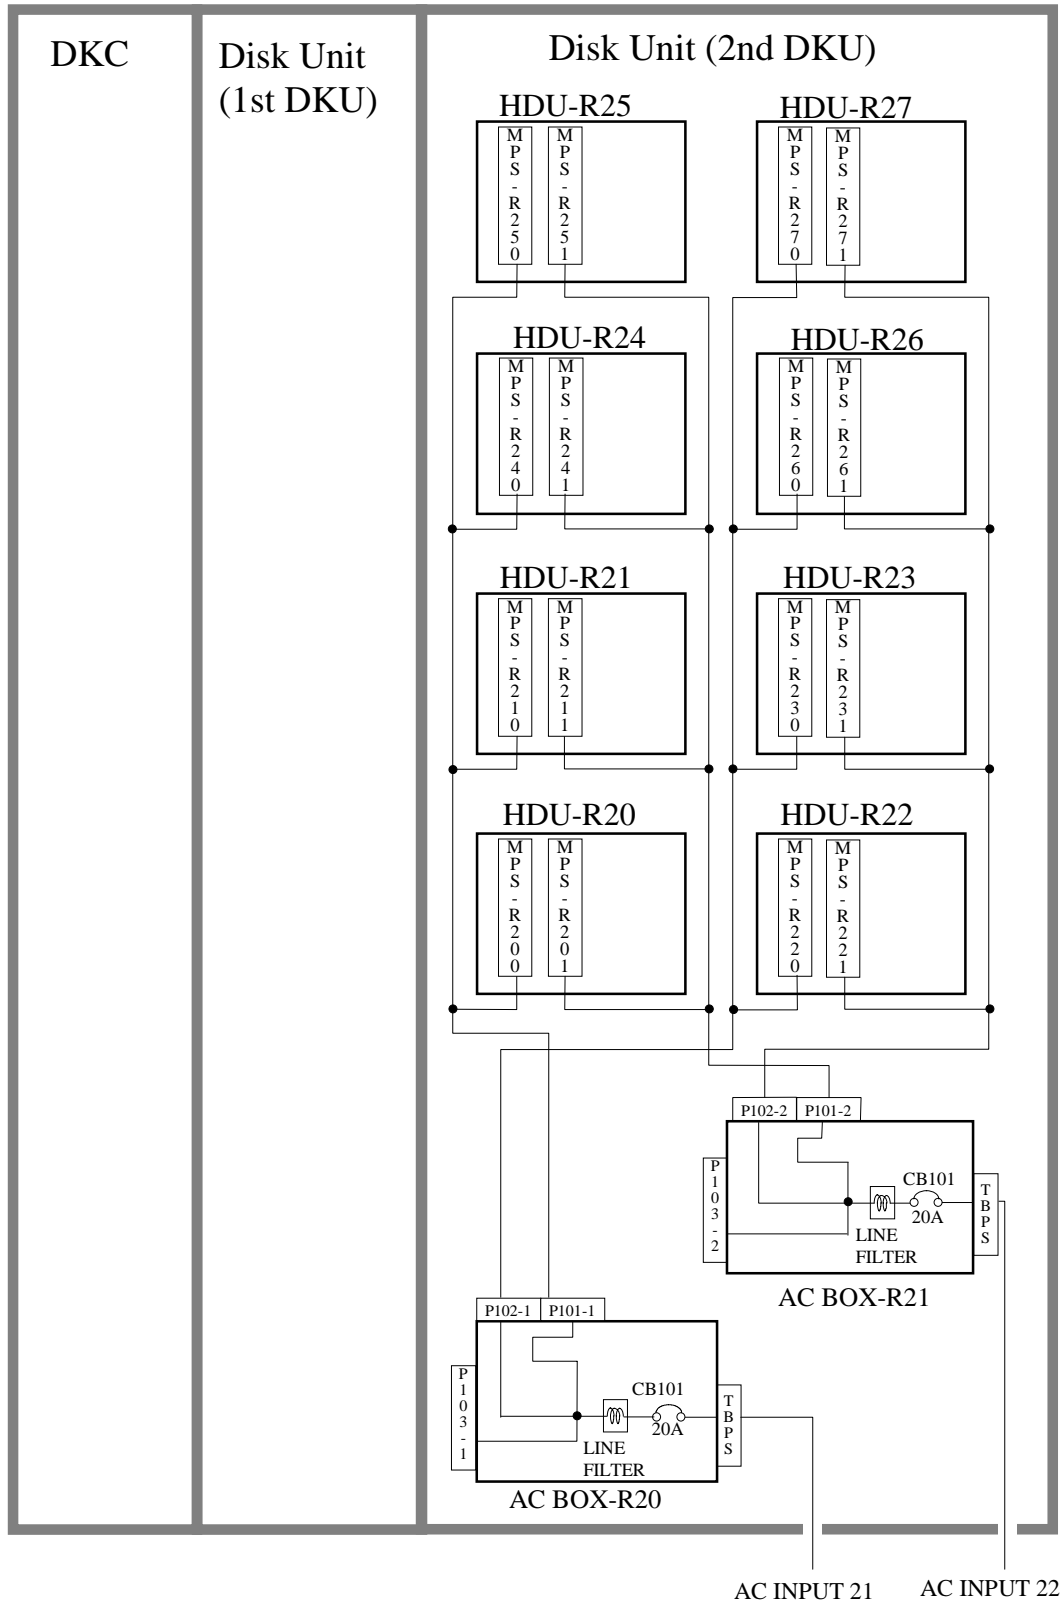 DKC
Disk Unit
(1st DKU)
Disk Unit (2nd DKU)
HDU-R25
MPS-R250
MPS-R251
HDU-R27
MPS-R270
MPS-R271
HDU-R24
MPS-R240
MPS-R241
HDU-R26
MPS-R260
MPS-R261
HDU-R21
MPS-R210
MPS-R211
HDU-R23
MPS-R230
MPS-R231
HDU-R20
MPS-R200
MPS-R201
HDU-R22
MPS-R220
MPS-R221
P102-2
P101-2
P103-2
CB101
20A
LINE
FILTER
TBPS
AC BOX-R21
P102-1
P101-1
P103-1
CB101
20A
LINE
FILTER
TBPS
AC BOX-R20
AC INPUT 21
AC INPUT 22